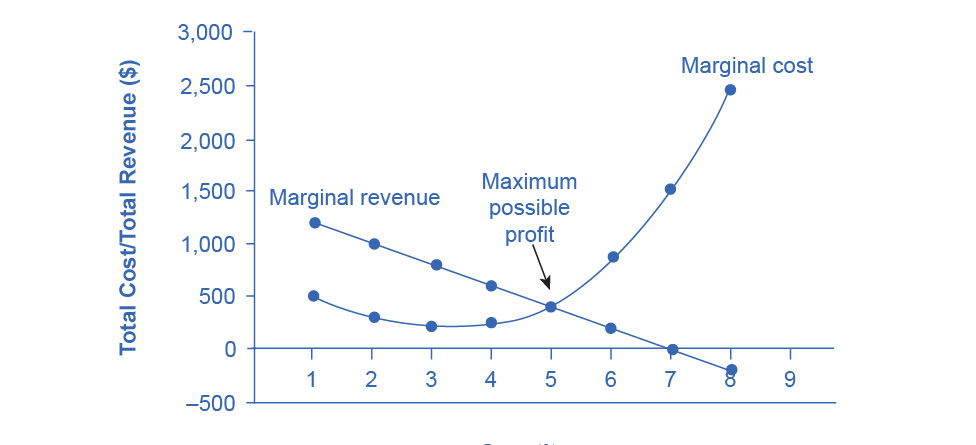 3,000
2,500
2,000
1,500
1,000
500
0
–500
Total Cost/Total Revenue ($)
Marginal cost
Marginal revenue
Maximum
possible
profit
1 2 3 4 5 6 7 8 9